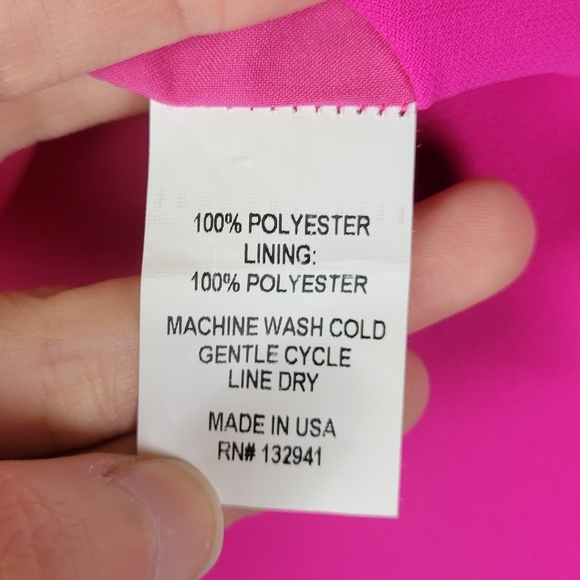 100% POLYESTER
LINING:
100% POLYESTER
MACHINE WASH COLD
GENTLE CYCLE
LINE DRY
MADE IN USA
RN# 132941